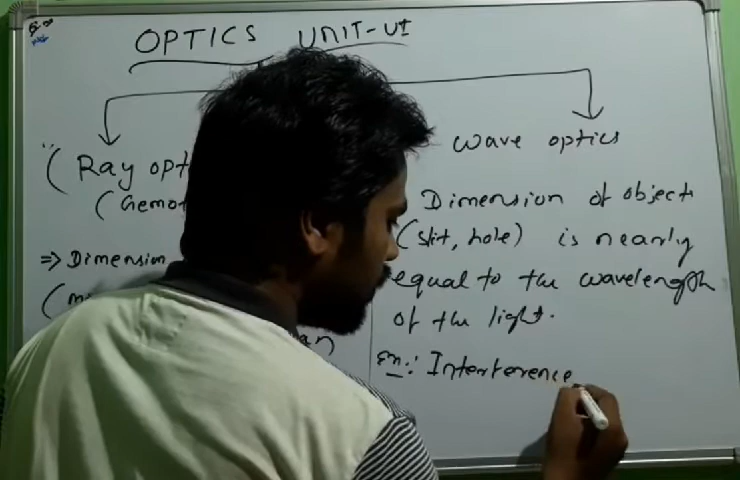 OPTICS UNIT-VI
(Ray opt
(Gemot
=> Dimension
(m
an)
Wave optics
Dimension of object
(slit, hole) is nearly
equal to the wavelength
of the light.
Ex: Interference